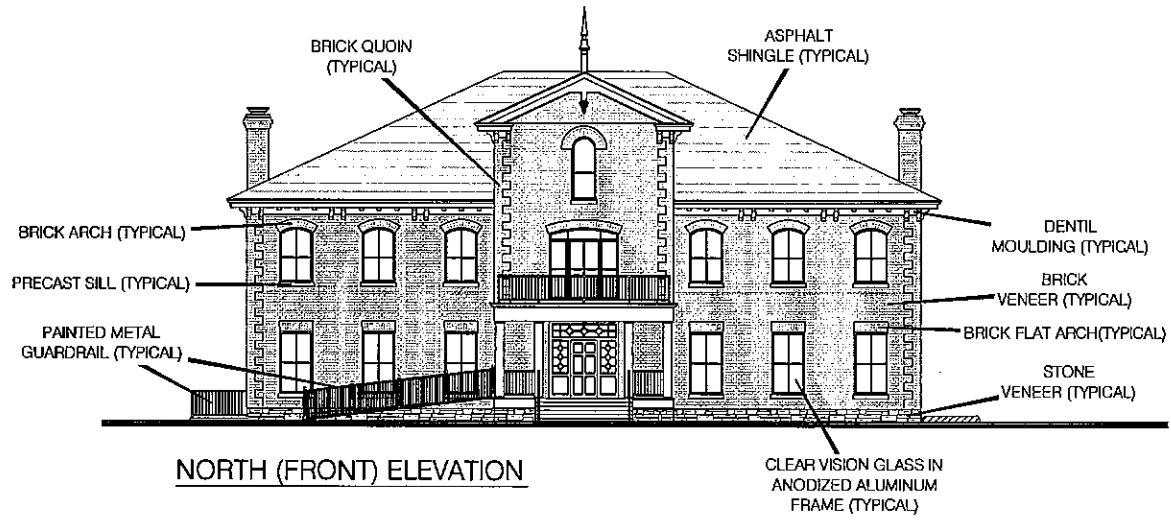 BRICK QUOIN
(TYPICAL)
ASPHALT
SHINGLE (TYPICAL)
BRICK ARCH (TYPICAL)
PRECAST SILL (TYPICAL)
PAINTED METAL
GUARDRAIL (TYPICAL)
DENTIL
MOULDING (TYPICAL)
BRICK
VENEER (TYPICAL)
BRICK FLAT ARCH(TYPICAL)
STONE
VENEER (TYPICAL)
CLEAR VISION GLASS IN
ANODIZED ALUMINUM
FRAME (TYPICAL)
NORTH (FRONT) ELEVATION